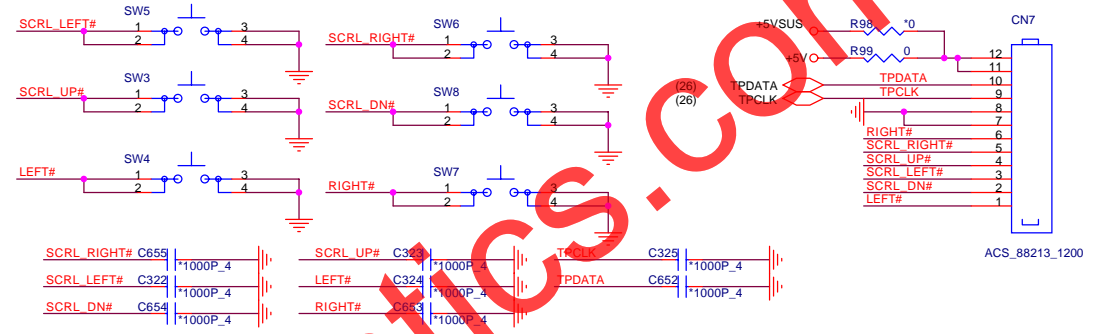 SW5
SCRL_LEFT#
1 3
2 4
SW6
SCRL_RIGHT#
1 3
2 4
SW3
SCRL_UP#
1 3
2 4
SW8
SCRL_DN#
1 3
2 4
SW4
LEFT#
1 3
2 4
SW7
RIGHT#
1 3
2 4
+5VSUS R98 *0
+5V R99 0
CN7
12
11
(26) TPDATA TPDATA 10
(26) TPCLK TPCLK 9
8
7
RIGHT# 6
SCRL_RIGHT# 5
SCRL_UP# 4
SCRL_LEFT# 3
SCRL_DN# 2
LEFT# 1
ACS_88213_1200
SCRL_RIGHT# C655 *1000P_4
SCRL_LEFT# C322 *1000P_4
SCRL_DN# C654 *1000P_4
SCRL_UP# C323 *1000P_4
LEFT# C324 *1000P_4
RIGHT# C653 *1000P_4
TPCLK C325 *1000P_4
TPDATA C652 *1000P_4
tics.com